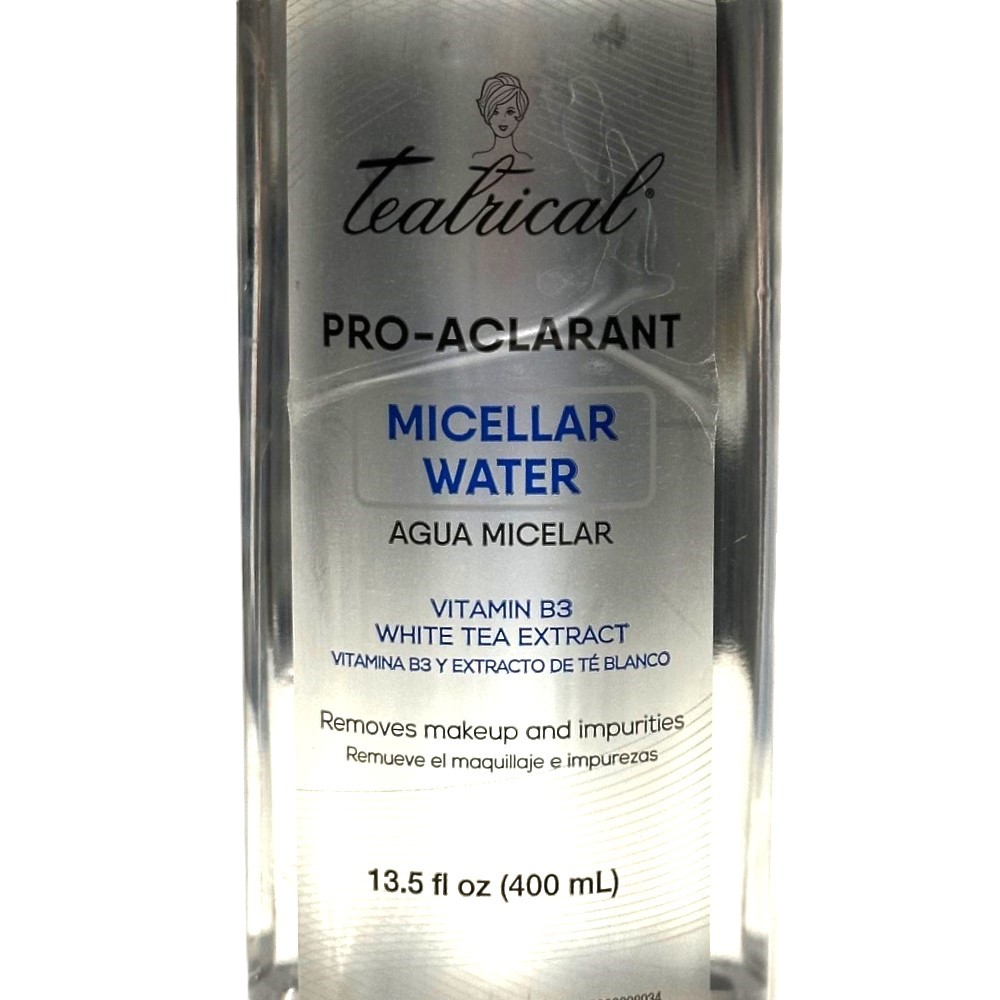 Teatrical®
PRO-ACLARANT
MICELLAR
WATER
AGUA MICELAR
VITAMIN B3
WHITE TEA EXTRACT
VITAMINA B3 Y EXTRACTO DE TÉ BLANCO
Removes makeup and impurities
Remueve el maquillaje e impurezas
13.5 fl oz (400 mL)